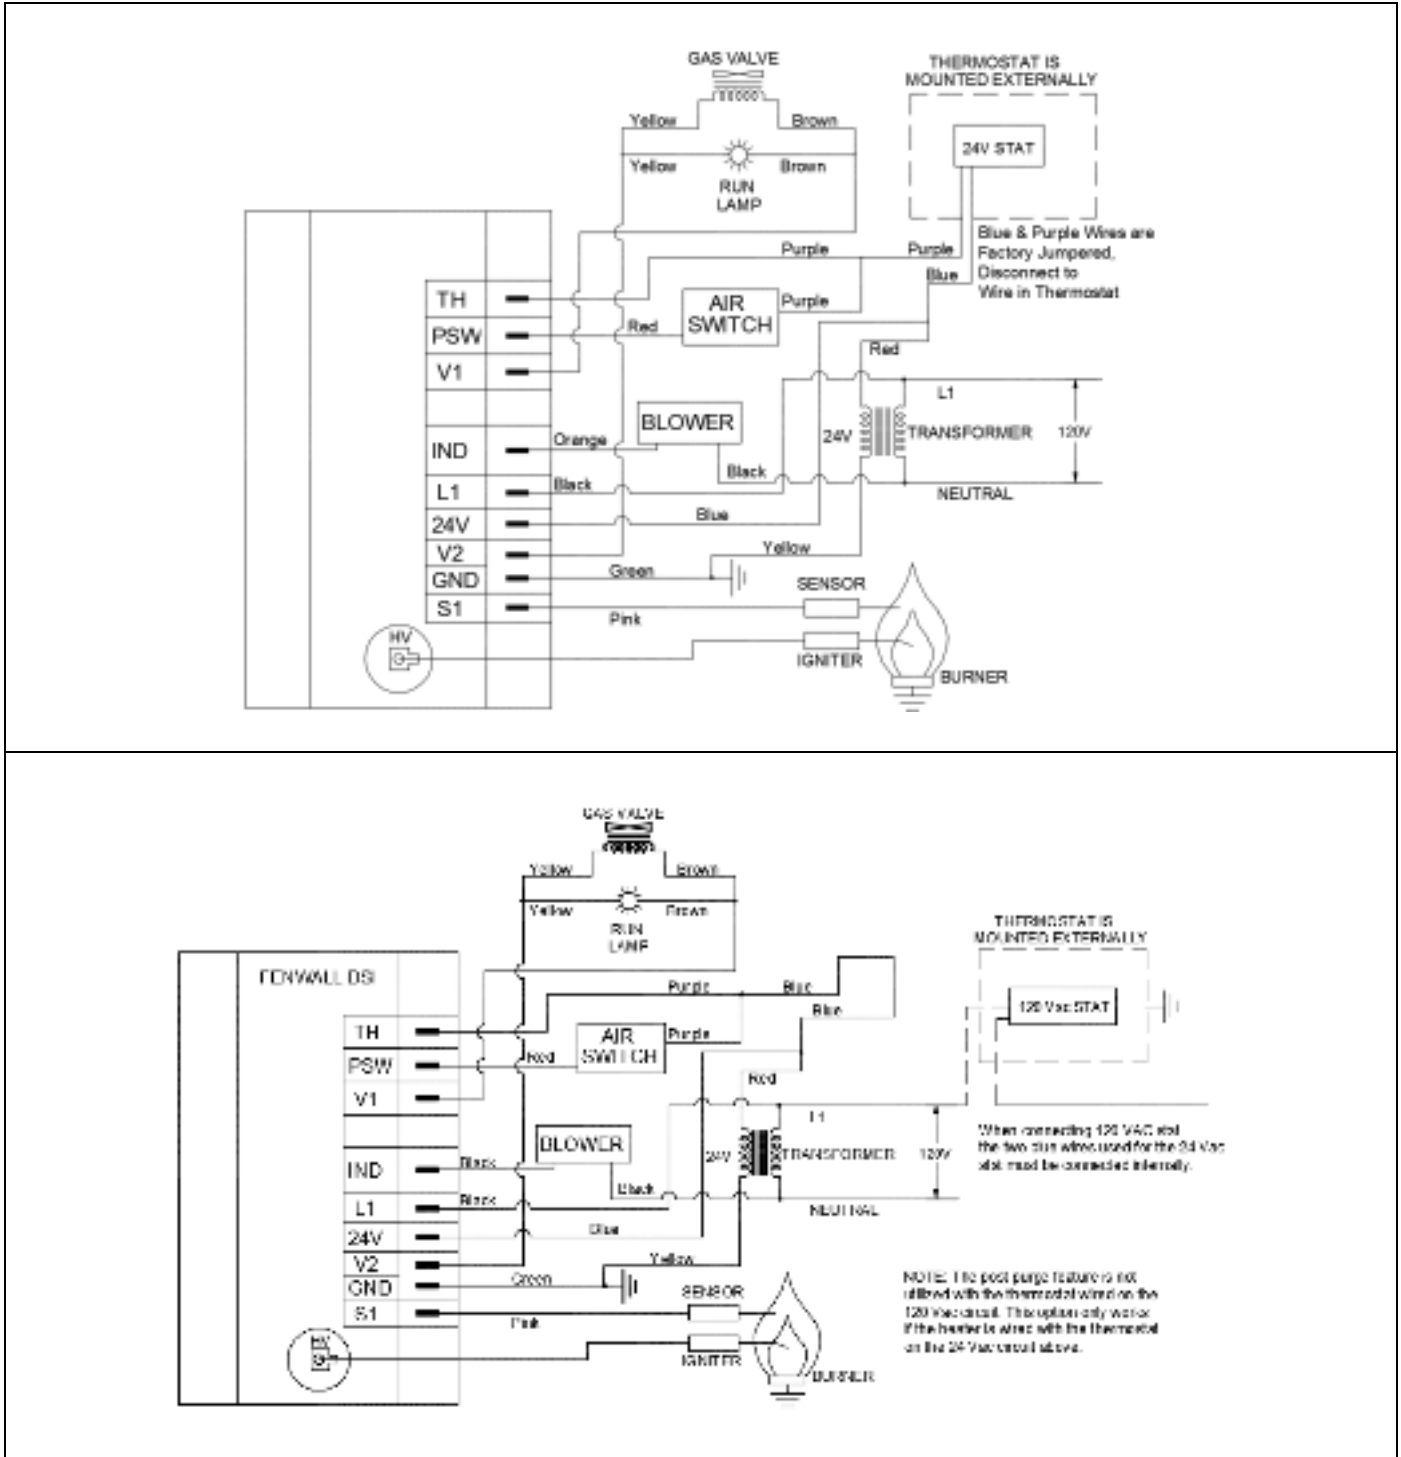 GAS VALVE
THERMOSTAT IS
MOUNTED EXTERNALLY
Yellow
Brown
24V STAT
Yellow
Brown
RUN
LAMP
Blue & Purple Wires are
Factory Jumpered,
Disconnect to
Wire in Thermostat
Purple
Purple
Blue
TH
AIR
SWITCH
Purple
PSW
Red
Red
V1
L1
BLOWER
24V
TRANSFORMER
120V
IND
Orange
Black
L1
Black
NEUTRAL
24V
Blue
V2
Yellow
GND
Green
SENSOR
S1
Pink
HV
IGNITER
BURNER
GAS VALVE
Yellow
Brown
Yellow
Brown
RUN
LAMP
THERMOSTAT IS
MOUNTED EXTERNALLY
FENWALL DSI
Purple
Blue
120 Vac STAT
Blue
TH
AIR
SWITCH
Purple
PSW
Red
Red
V1
L1
When connecting 120 VAC stat
the two blue wires used for the 24 Vac
stat must be connected internally.
BLOWER
24V
TRANSFORMER
120V
IND
Black
Black
L1
Black
NEUTRAL
24V
Blue
V2
Yellow
GND
Green
NOTE: The post purge feature is not
utilized with the thermostat wired on the
120 Vac circuit. This option only works
if the heater is wired with the thermostat
on the 24 Vac circuit above.
SENSOR
S1
Pink
HV
IGNITER
BURNER